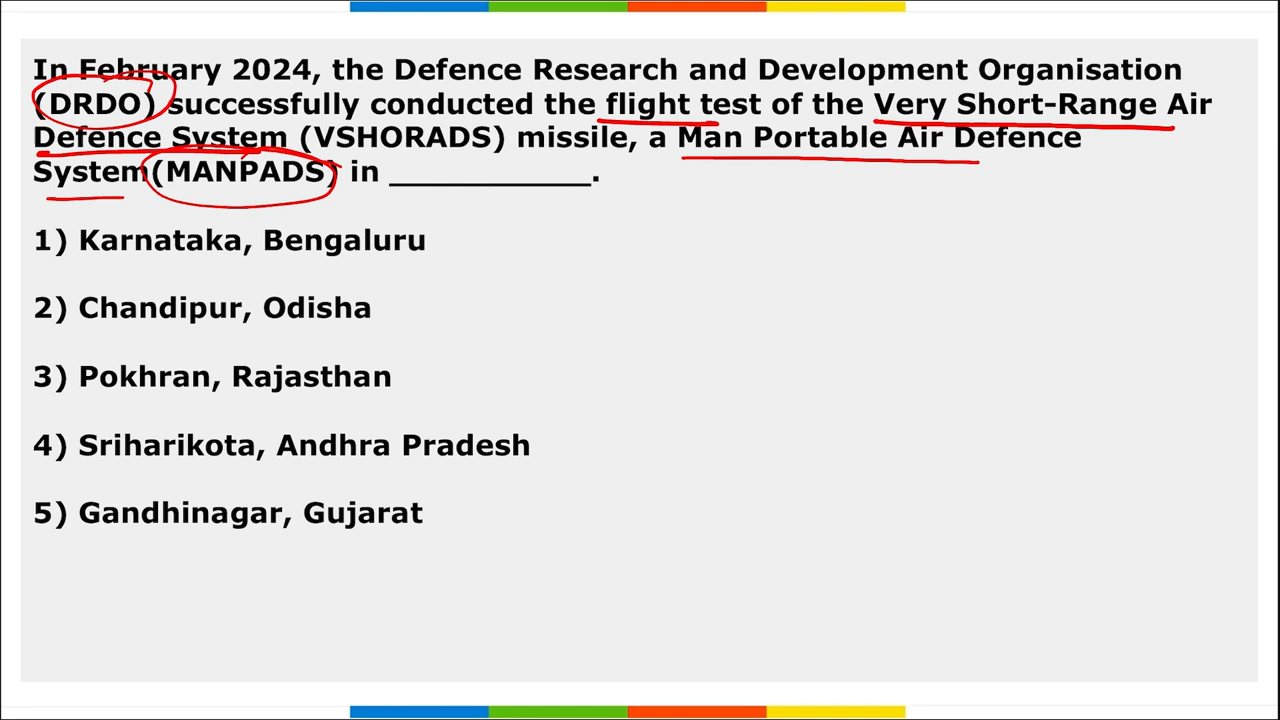 In February 2024, the Defence Research and Development Organisation
(DRDO) successfully conducted the flight test of the Very Short-Range Air
Defence System (VSHORADS) missile, a Man Portable Air Defence
System(MANPADS) in ____________.
1) Karnataka, Bengaluru
2) Chandipur, Odisha
3) Pokhran, Rajasthan
4) Sriharikota, Andhra Pradesh
5) Gandhinagar, Gujarat